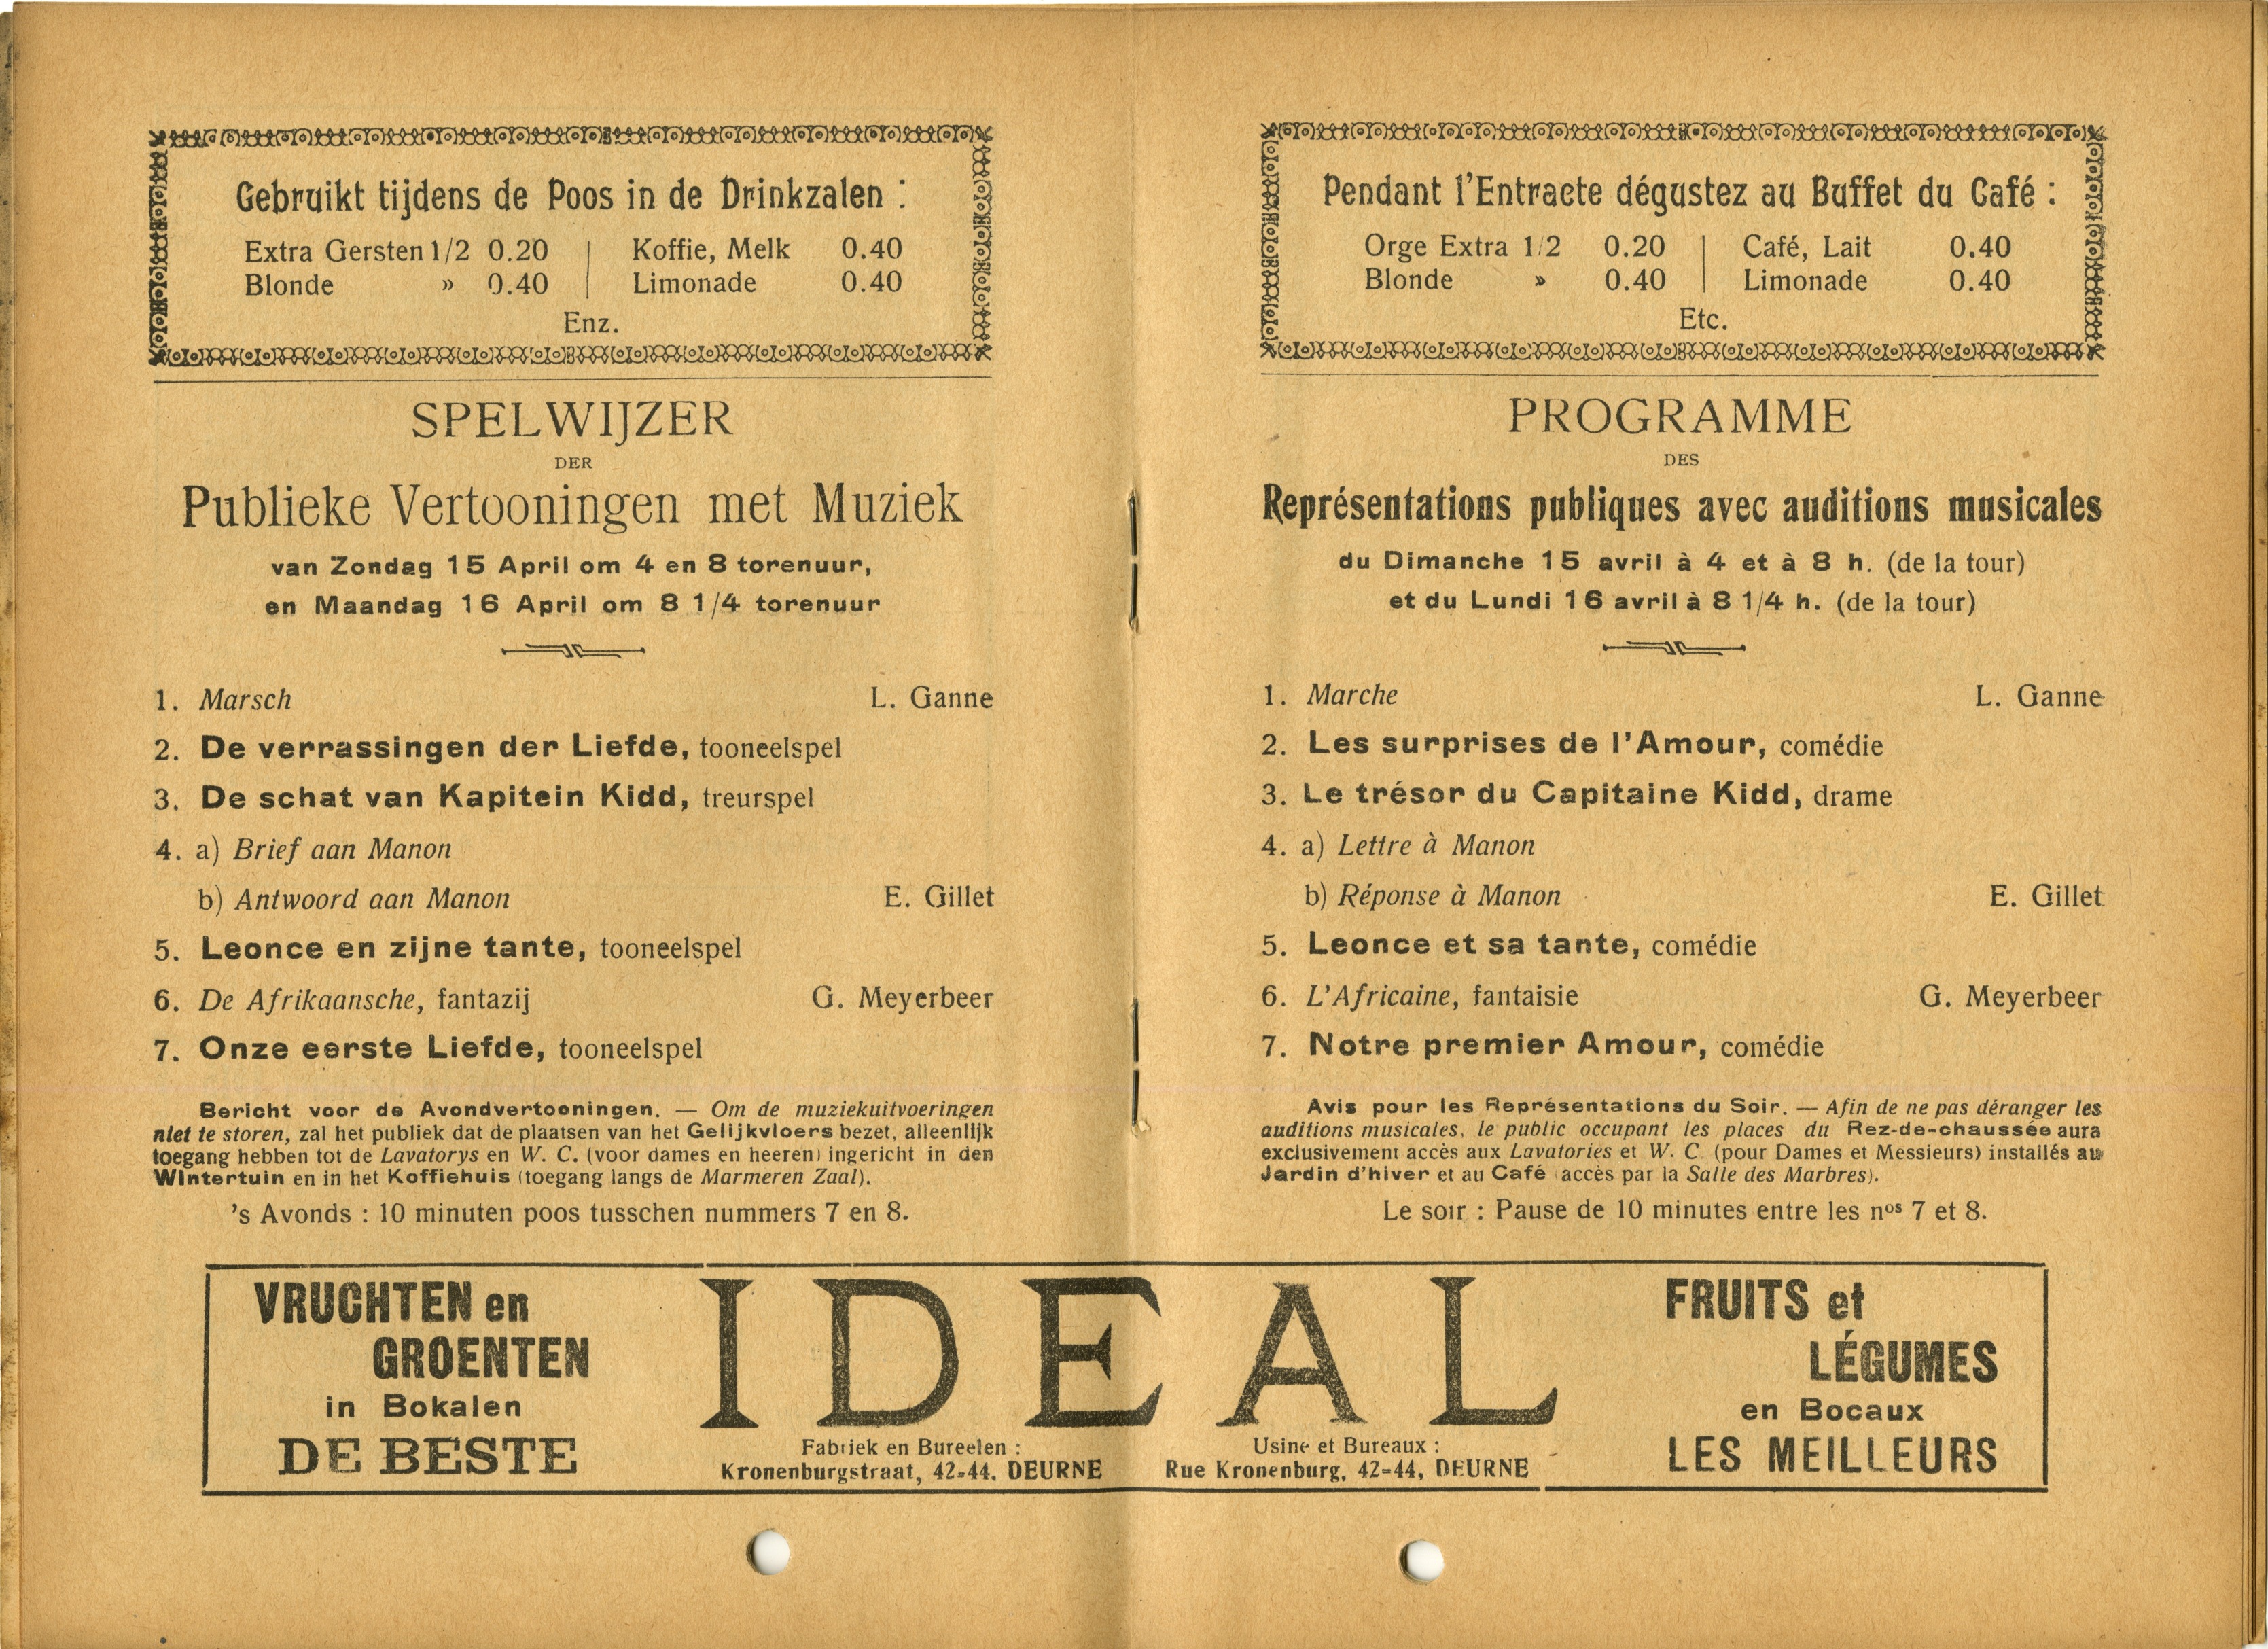 Gebruikt tijdens de Poos in de Drinkzalen :
Extra Gersten 1/2 0.20 | Koffie, Melk 0.40
Blonde » 0.40 | Limonade 0.40
Enz.
SPELWIJZER
DER
Publieke Vertooningen met Muziek
van Zondag 15 April om 4 en 8 torenuur,
en Maandag 16 April om 8 1/4 torenuur
1. Marsch L. Ganne
2. De verrassingen der Liefde, tooneelspel
3. De schat van Kapitein Kidd, treurspel
4. a) Brief aan Manon
b) Antwoord aan Manon E. Gillet
5. Leonce en zijne tante, tooneelspel
6. De Afrikaansche, fantazij G. Meyerbeer
7. Onze eerste Liefde, tooneelspel
Bericht voor de Avondvertooningen. — Om de muziekuitvoeringen
niet te storen, zal het publiek dat de plaatsen van het Gelijkvloers bezet, alleenlijk
toegang hebben tot de Lavatorys en W. C. (voor dames en heeren) ingericht in den
Wintertuin en in het Koffiehuis (toegang langs de Marmeren Zaal).
's Avonds : 10 minuten poos tusschen nummers 7 en 8.
Pendant l'Entracte dégustez au Buffet du Café :
Orge Extra 1/2 0.20 | Café, Lait 0.40
Blonde » 0.40 | Limonade 0.40
Etc.
PROGRAMME
DES
Représentations publiques avec auditions musicales
du Dimanche 15 avril à 4 et à 8 h. (de la tour)
et du Lundi 16 avril à 8 1/4 h. (de la tour)
1. Marche L. Ganne
2. Les surprises de l'Amour, comédie
3. Le trésor du Capitaine Kidd, drame
4. a) Lettre à Manon
b) Réponse à Manon E. Gillet
5. Leonce et sa tante, comédie
6. L'Africaine, fantaisie G. Meyerbeer
7. Notre premier Amour, comédie
Avis pour les Représentations du Soir. — Afin de ne pas déranger les
auditions musicales, le public occupant les places du Rez-de-chaussée aura
exclusivement accès aux Lavatories et W. C. (pour Dames et Messieurs) installés au
Jardin d'hiver et au Café (accès par la Salle des Marbres).
Le soir : Pause de 10 minutes entre les nos 7 et 8.
VRUCHTEN en
GROENTEN
in Bokalen
DE BESTE
IDEAL
Fabriek en Bureelen :
Kronenburgstraat, 42-44, DEURNE
Usine et Bureaux :
Rue Kronenburg, 42-44, DEURNE
FRUITS et
LÉGUMES
en Bocaux
LES MEILLEURS